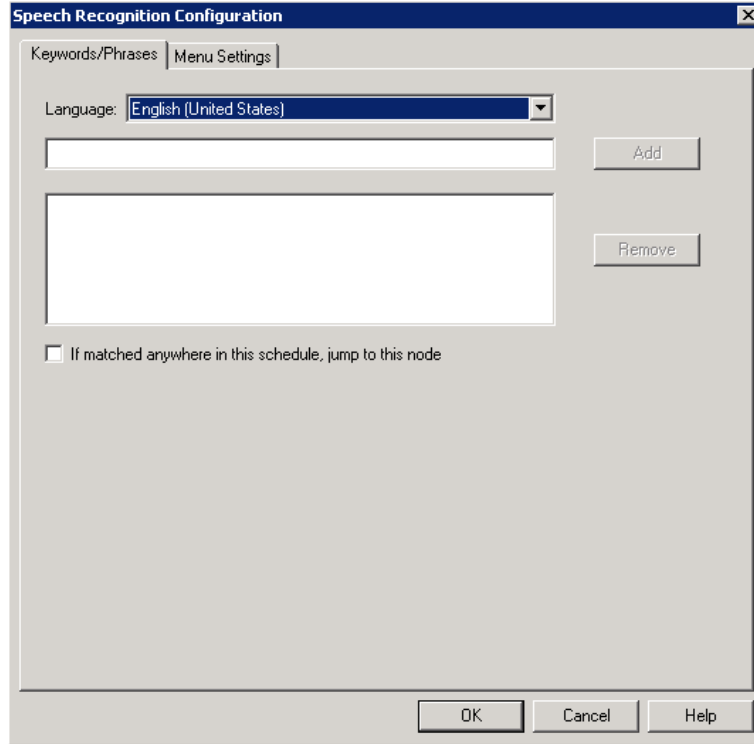 Speech Recognition Configuration
Keywords/Phrases Menu Settings
Language: English (United States)
Add
Remove
If matched anywhere in this schedule, jump to this node
OK Cancel Help